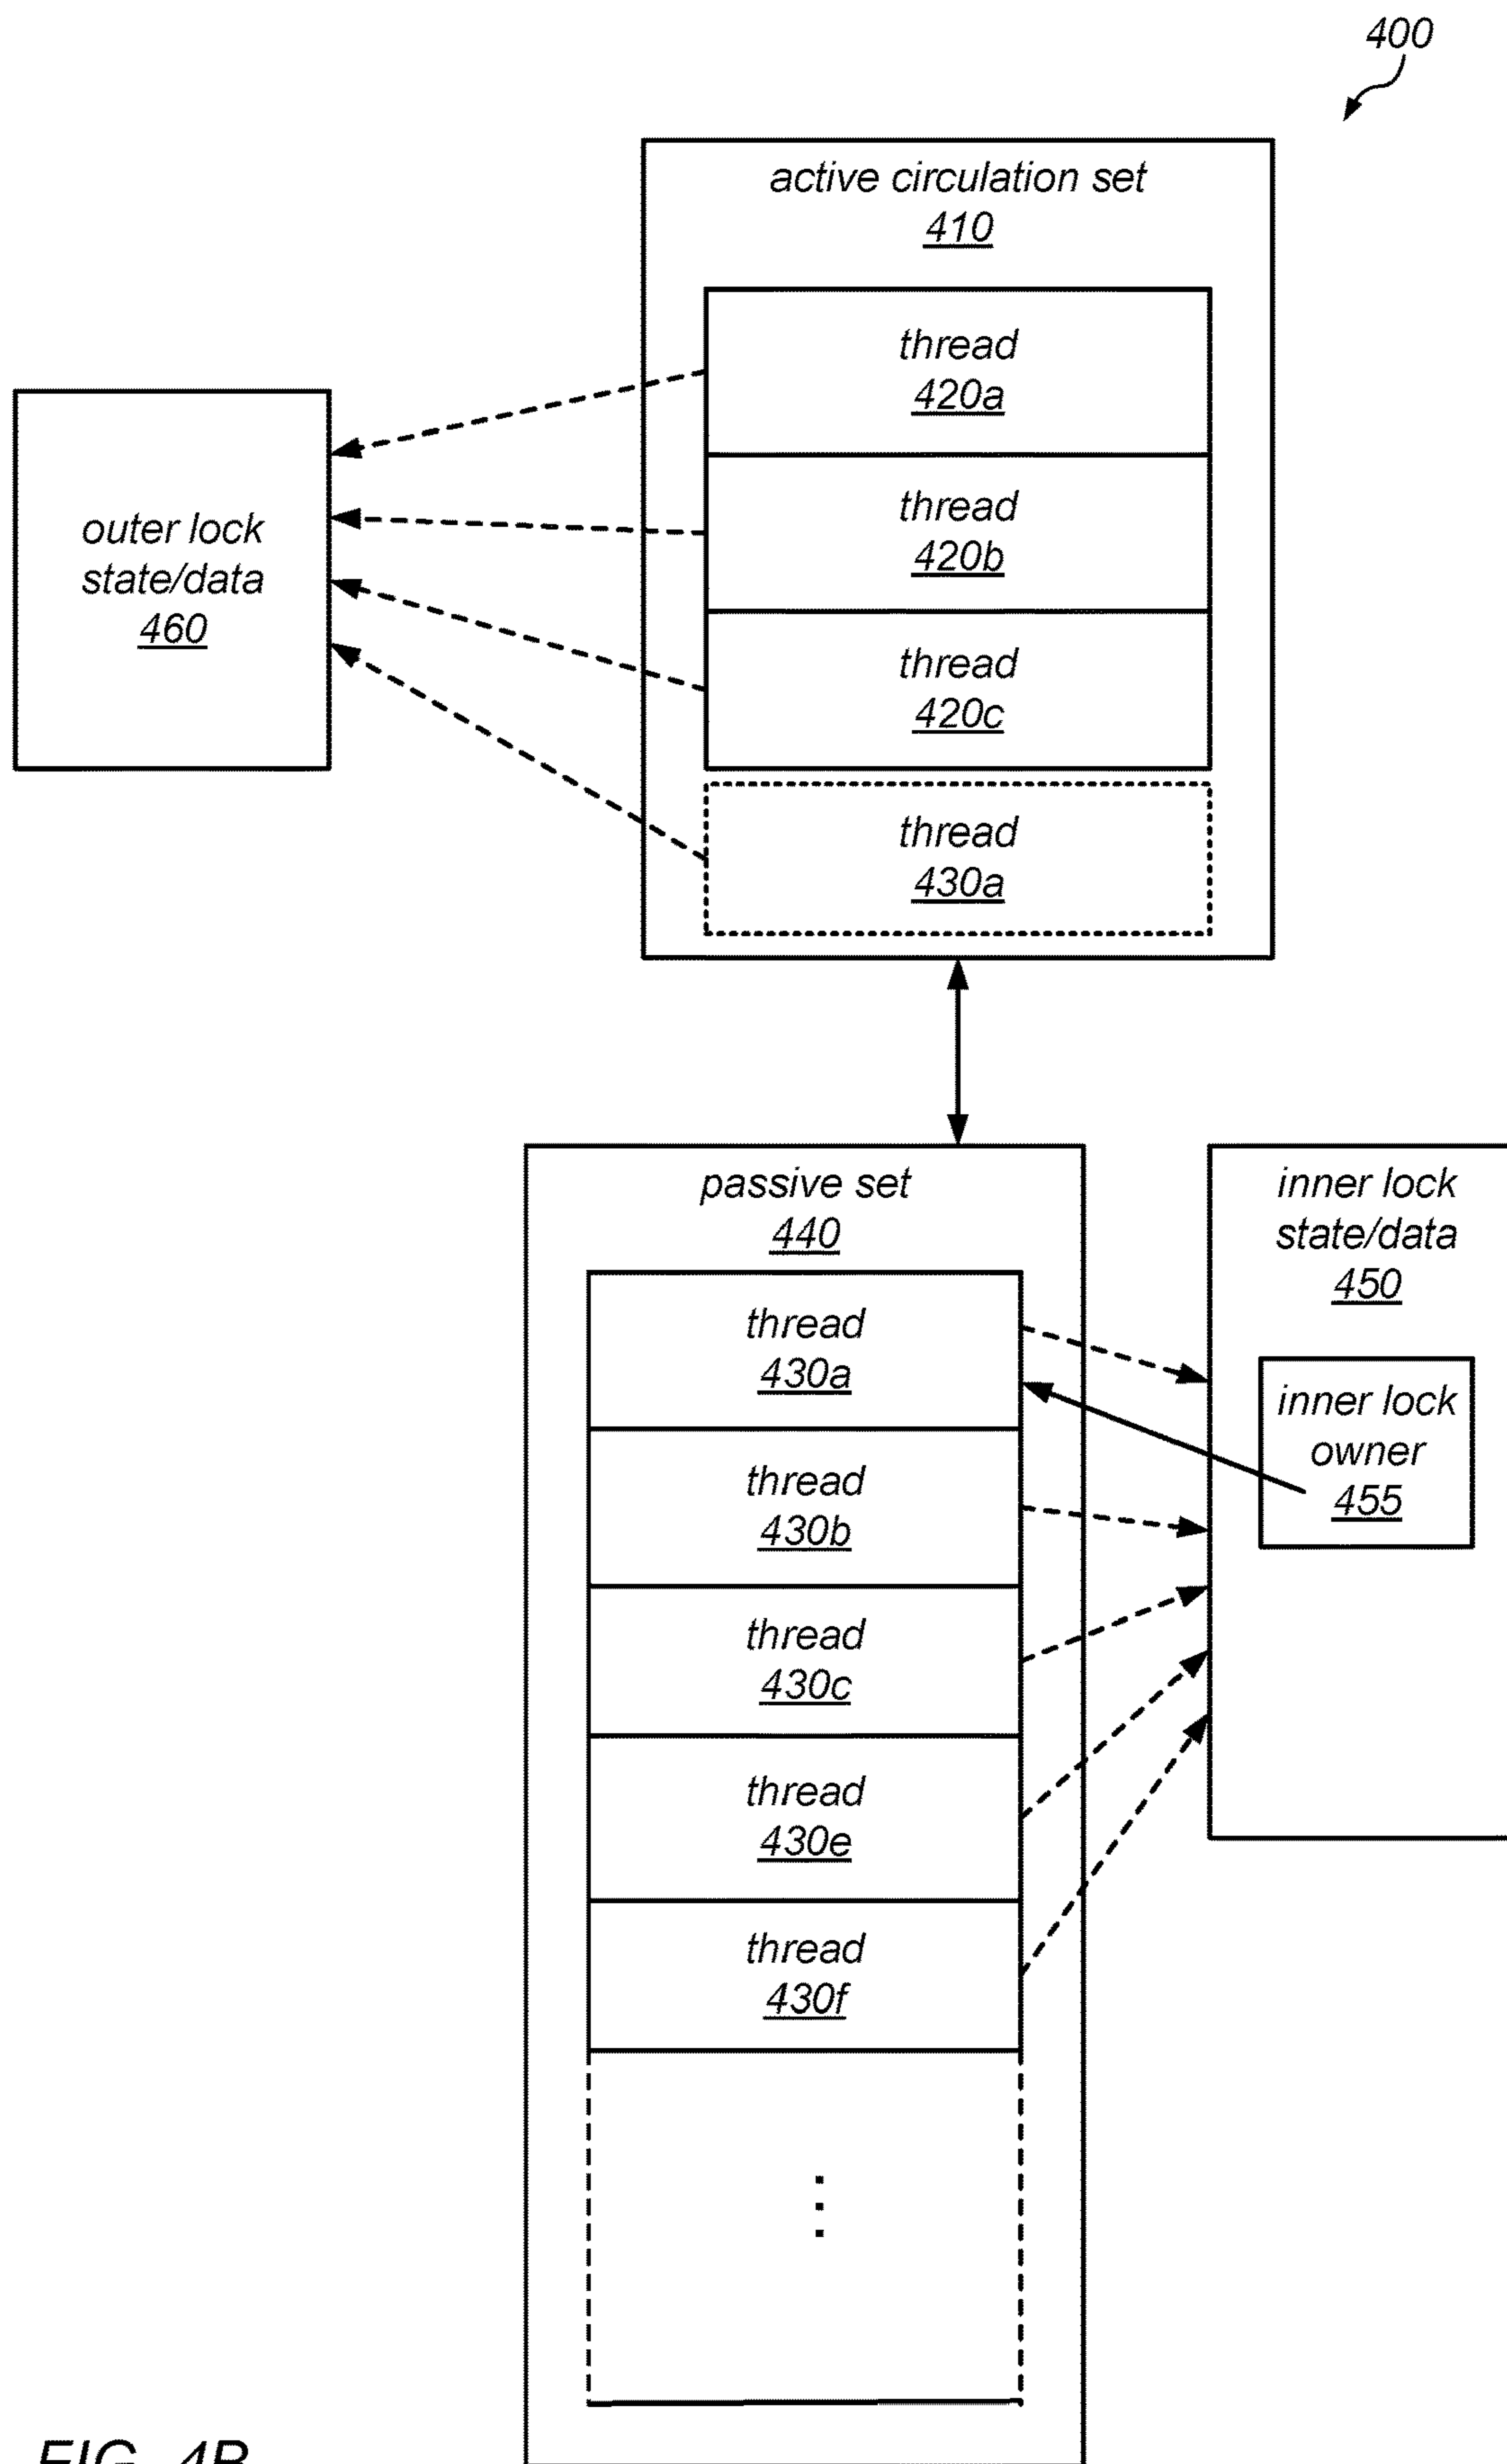 400
active circulation set
410
thread
420a
thread
420b
thread
420c
thread
430a
outer lock
state/data
460
passive set
440
thread
430a
thread
430b
thread
430c
thread
430e
thread
430f
inner lock
state/data
450
inner lock
owner
455
FIG. 4B